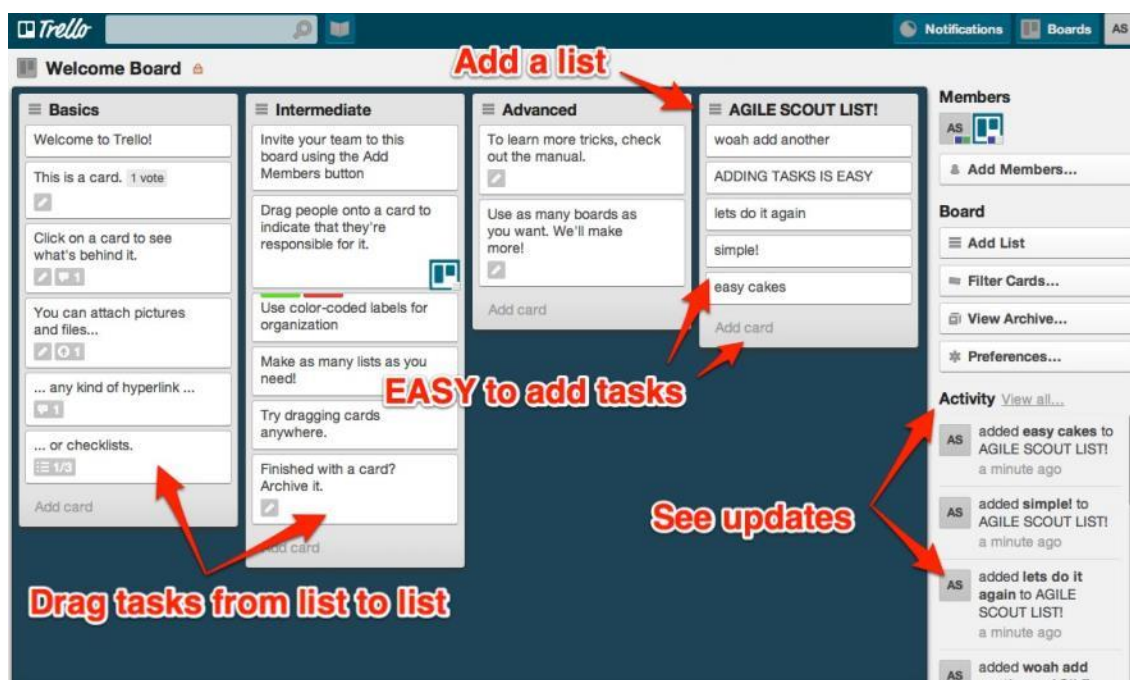 Trello
Notifications
Boards
AS
Welcome Board
Add a list
Basics
Welcome to Trello!
This is a card. 1 vote
Click on a card to see
what's behind it.
1
You can attach pictures
and files...
1
... any kind of hyperlink ...
1
... or checklists.
1/3
Add card
Intermediate
Invite your team to this
board using the Add
Members button
Drag people onto a card to
indicate that they're
responsible for it.
Use color-coded labels for
organization
Make as many lists as you
need!
Try dragging cards
anywhere.
Finished with a card?
Archive it.
Add card
Advanced
To learn more tricks, check
out the manual.
Use as many boards as
you want. We'll make
more!
Add card
AGILE SCOUT LIST!
woah add another
ADDING TASKS IS EASY
lets do it again
simple!
easy cakes
Add card
EASY to add tasks
Drag tasks from list to list
See updates
Members
AS
Add Members...
Board
Add List
Filter Cards...
View Archive...
Preferences...
Activity View all...
AS
added easy cakes to
AGILE SCOUT LIST!
a minute ago
AS
added simple! to
AGILE SCOUT LIST!
a minute ago
AS
added lets do it
again to AGILE
SCOUT LIST!
a minute ago
AS
added woah add